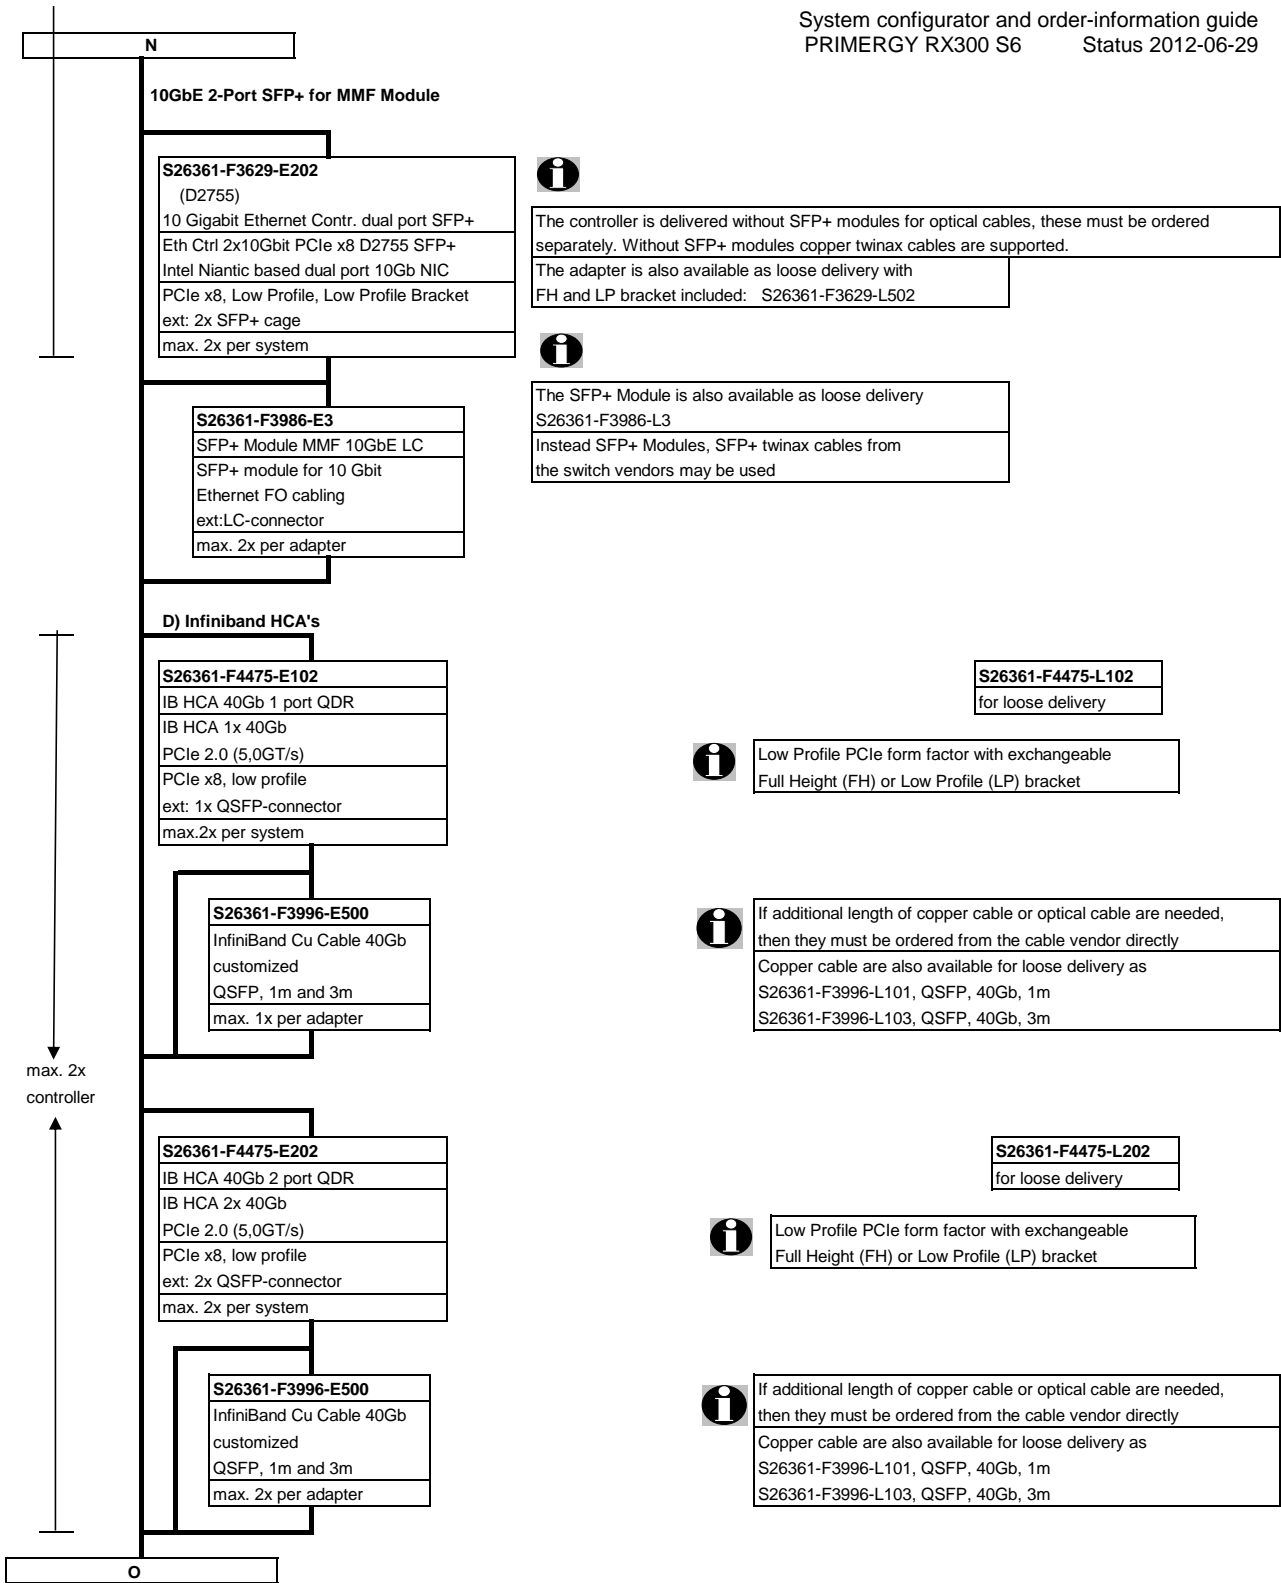 System configurator and order-information guide
PRIMERGY RX300 S6 Status 2012-06-29
N
10GbE 2-Port SFP+ for MMF Module
S26361-F3629-E202
(D2755)
10 Gigabit Ethernet Contr. dual port SFP+
Eth Ctrl 2x10Gbit PCIe x8 D2755 SFP+
Intel Niantic based dual port 10Gb NIC
PCIe x8, Low Profile, Low Profile Bracket
ext: 2x SFP+ cage
max. 2x per system
The controller is delivered without SFP+ modules for optical cables, these must be ordered
separately. Without SFP+ modules copper twinax cables are supported.
The adapter is also available as loose delivery with
FH and LP bracket included: S26361-F3629-L502
S26361-F3986-E3
SFP+ Module MMF 10GbE LC
SFP+ module for 10 Gbit
Ethernet FO cabling
ext:LC-connector
max. 2x per adapter
The SFP+ Module is also available as loose delivery
S26361-F3986-L3
Instead SFP+ Modules, SFP+ twinax cables from
the switch vendors may be used
D) Infiniband HCA's
S26361-F4475-E102
IB HCA 40Gb 1 port QDR
IB HCA 1x 40Gb
PCIe 2.0 (5,0GT/s)
PCIe x8, low profile
ext: 1x QSFP-connector
max.2x per system
S26361-F4475-L102
for loose delivery
Low Profile PCIe form factor with exchangeable
Full Height (FH) or Low Profile (LP) bracket
S26361-F3996-E500
InfiniBand Cu Cable 40Gb
customized
QSFP, 1m and 3m
max. 1x per adapter
If additional length of copper cable or optical cable are needed,
then they must be ordered from the cable vendor directly
Copper cable are also available for loose delivery as
S26361-F3996-L101, QSFP, 40Gb, 1m
S26361-F3996-L103, QSFP, 40Gb, 3m
max. 2x
controller
S26361-F4475-E202
IB HCA 40Gb 2 port QDR
IB HCA 2x 40Gb
PCIe 2.0 (5,0GT/s)
PCIe x8, low profile
ext: 2x QSFP-connector
max. 2x per system
S26361-F4475-L202
for loose delivery
Low Profile PCIe form factor with exchangeable
Full Height (FH) or Low Profile (LP) bracket
S26361-F3996-E500
InfiniBand Cu Cable 40Gb
customized
QSFP, 1m and 3m
max. 2x per adapter
If additional length of copper cable or optical cable are needed,
then they must be ordered from the cable vendor directly
Copper cable are also available for loose delivery as
S26361-F3996-L101, QSFP, 40Gb, 1m
S26361-F3996-L103, QSFP, 40Gb, 3m
O